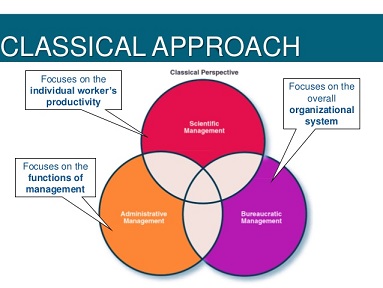 CLASSICAL APPROACH
Classical Perspective
Focuses on the
individual worker's
productivity
Focuses on the
overall
organizational
system
Scientific
Management
Focuses on the
functions of
management
Administrative
Management
Bureaucratic
Management